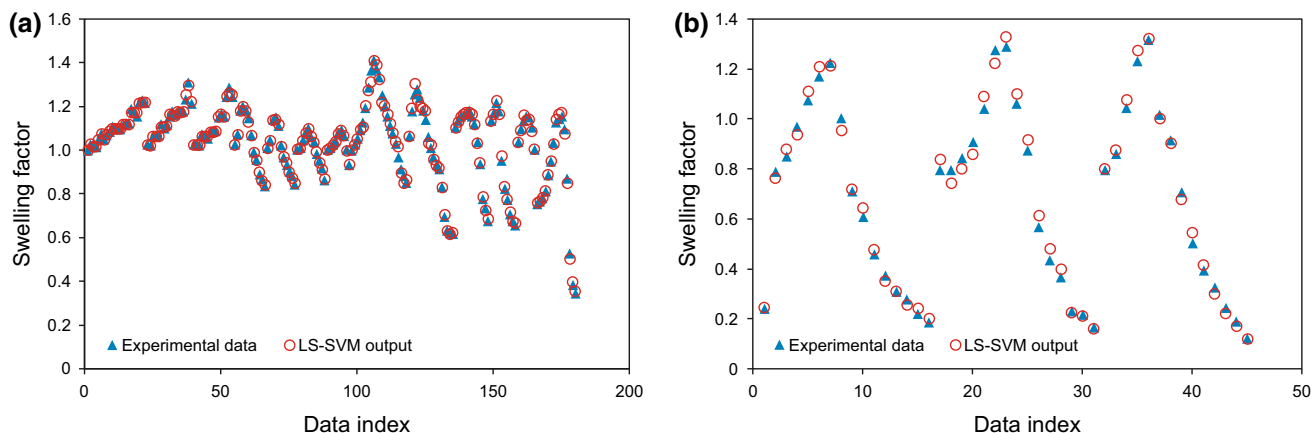 (a)
1.6
1.4
1.2
1.0
0.8
0.6
0.4
0.2
0
Swelling factor
Experimental data
LS-SVM output
0
50
100
150
200
Data index
(b)
1.4
1.2
1.0
0.8
0.6
0.4
0.2
0
Swelling factor
Experimental data
LS-SVM output
0
10
20
30
40
50
Data index